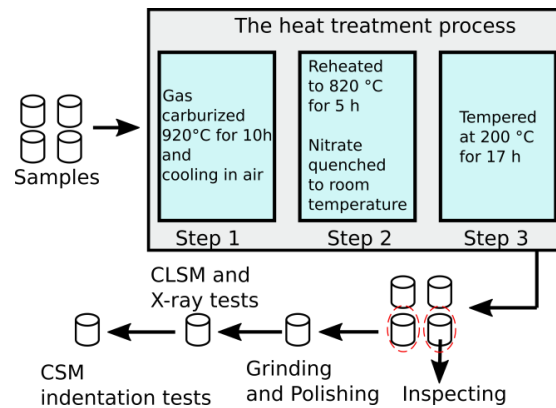 The heat treatment process
Samples
Gas
carburized
920°C for 10h
and
cooling in air
Step 1
Reheated
to 820 °C
for 5 h
Nitrate
quenched
to room
temperature
Step 2
Tempered
at 200 °C
for 17 h
Step 3
Inspecting
Grinding
and Polishing
CLSM and
X-ray tests
CSM
indentation tests